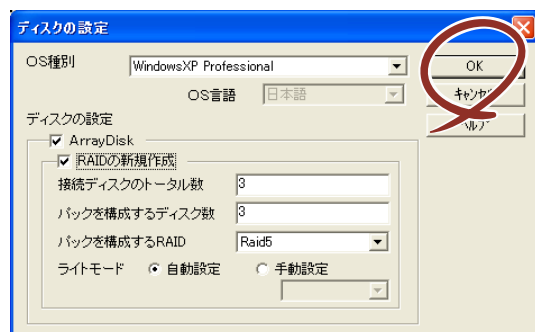 ディスクの設定
OS種別 WindowsXP Professional OK
OS言語 日本語
ディスクの設定
ArrayDisk
RAIDの新規作成
接続ディスクのトータル数 3
パックを構成するディスク数 3
パックを構成するRAID Raid5
ライトモード 自動設定 手動設定